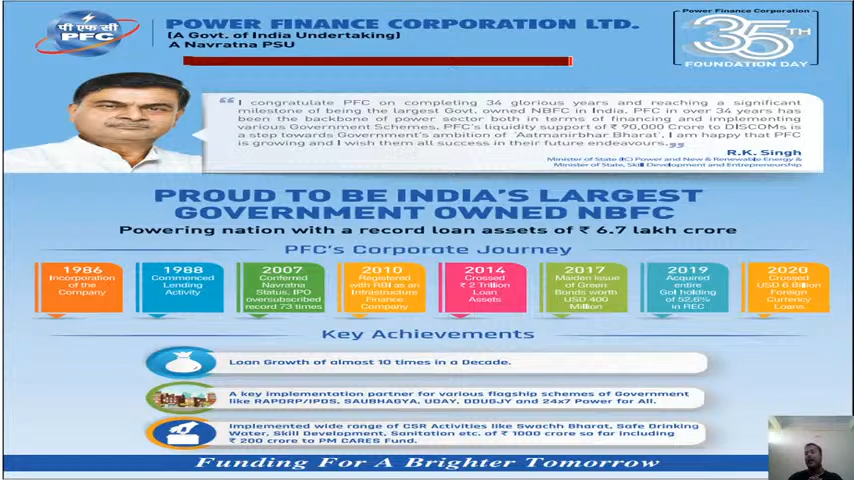 पी एफ सी
PFC
POWER FINANCE CORPORATION LTD.
(A Govt. of India Undertaking)
A Navratna PSU
Power Finance Corporation
35TH
FOUNDATION DAY
“I congratulate PFC on completing 34 glorious years and reaching a significant
milestone of being the largest Govt. owned NBFC in India. PFC in over 34 years has
been the backbone of power sector both in terms of financing and implementing
various Government Schemes. PFC's liquidity support of ₹ 90,000 Crore to DISCOMs is
a step towards Government's ambition of 'Aatmanirbhar Bharat'. I am happy that PFC
is growing and I wish them all success in their future endeavours.”
R.K. Singh
Minister of State (IC) Power and New & Renewable Energy &
Minister of State, Skill Development and Entrepreneurship
PROUD TO BE INDIA'S LARGEST
GOVERNMENT OWNED NBFC
Powering nation with a record loan assets of ₹ 6.7 lakh crore
PFC's Corporate Journey
1986
Incorporation
of the
Company
1988
Commenced
Lending
Activity
2007
Conferred
Navratna
Status, IPO
oversubscribed
record 73 times
2010
Registered
with RBI as an
Infrastructure
Finance
Company
2014
Crossed
₹ 2 Trillion
Loan
Assets
2017
Maiden issue
of Green
Bonds worth
USD 400
Million
2019
Acquired
entire
GoI holding
of 52.6%
in REC
2020
Crossed
USD 6 Billion
Foreign
Currency
Loans
Key Achievements
Loan Growth of almost 10 times in a Decade.
A key implementation partner for various flagship schemes of Government
like RAPDRP/IPDS, SAUBHAGYA, UDAY, DDUGJY and 24x7 Power for All.
Implemented wide range of CSR Activities like Swachh Bharat, Safe Drinking
Water, Skill Development, Sanitation etc. of ₹ 1000 crore so far including
₹ 200 crore to PM CARES Fund.
Funding For A Brighter Tomorrow